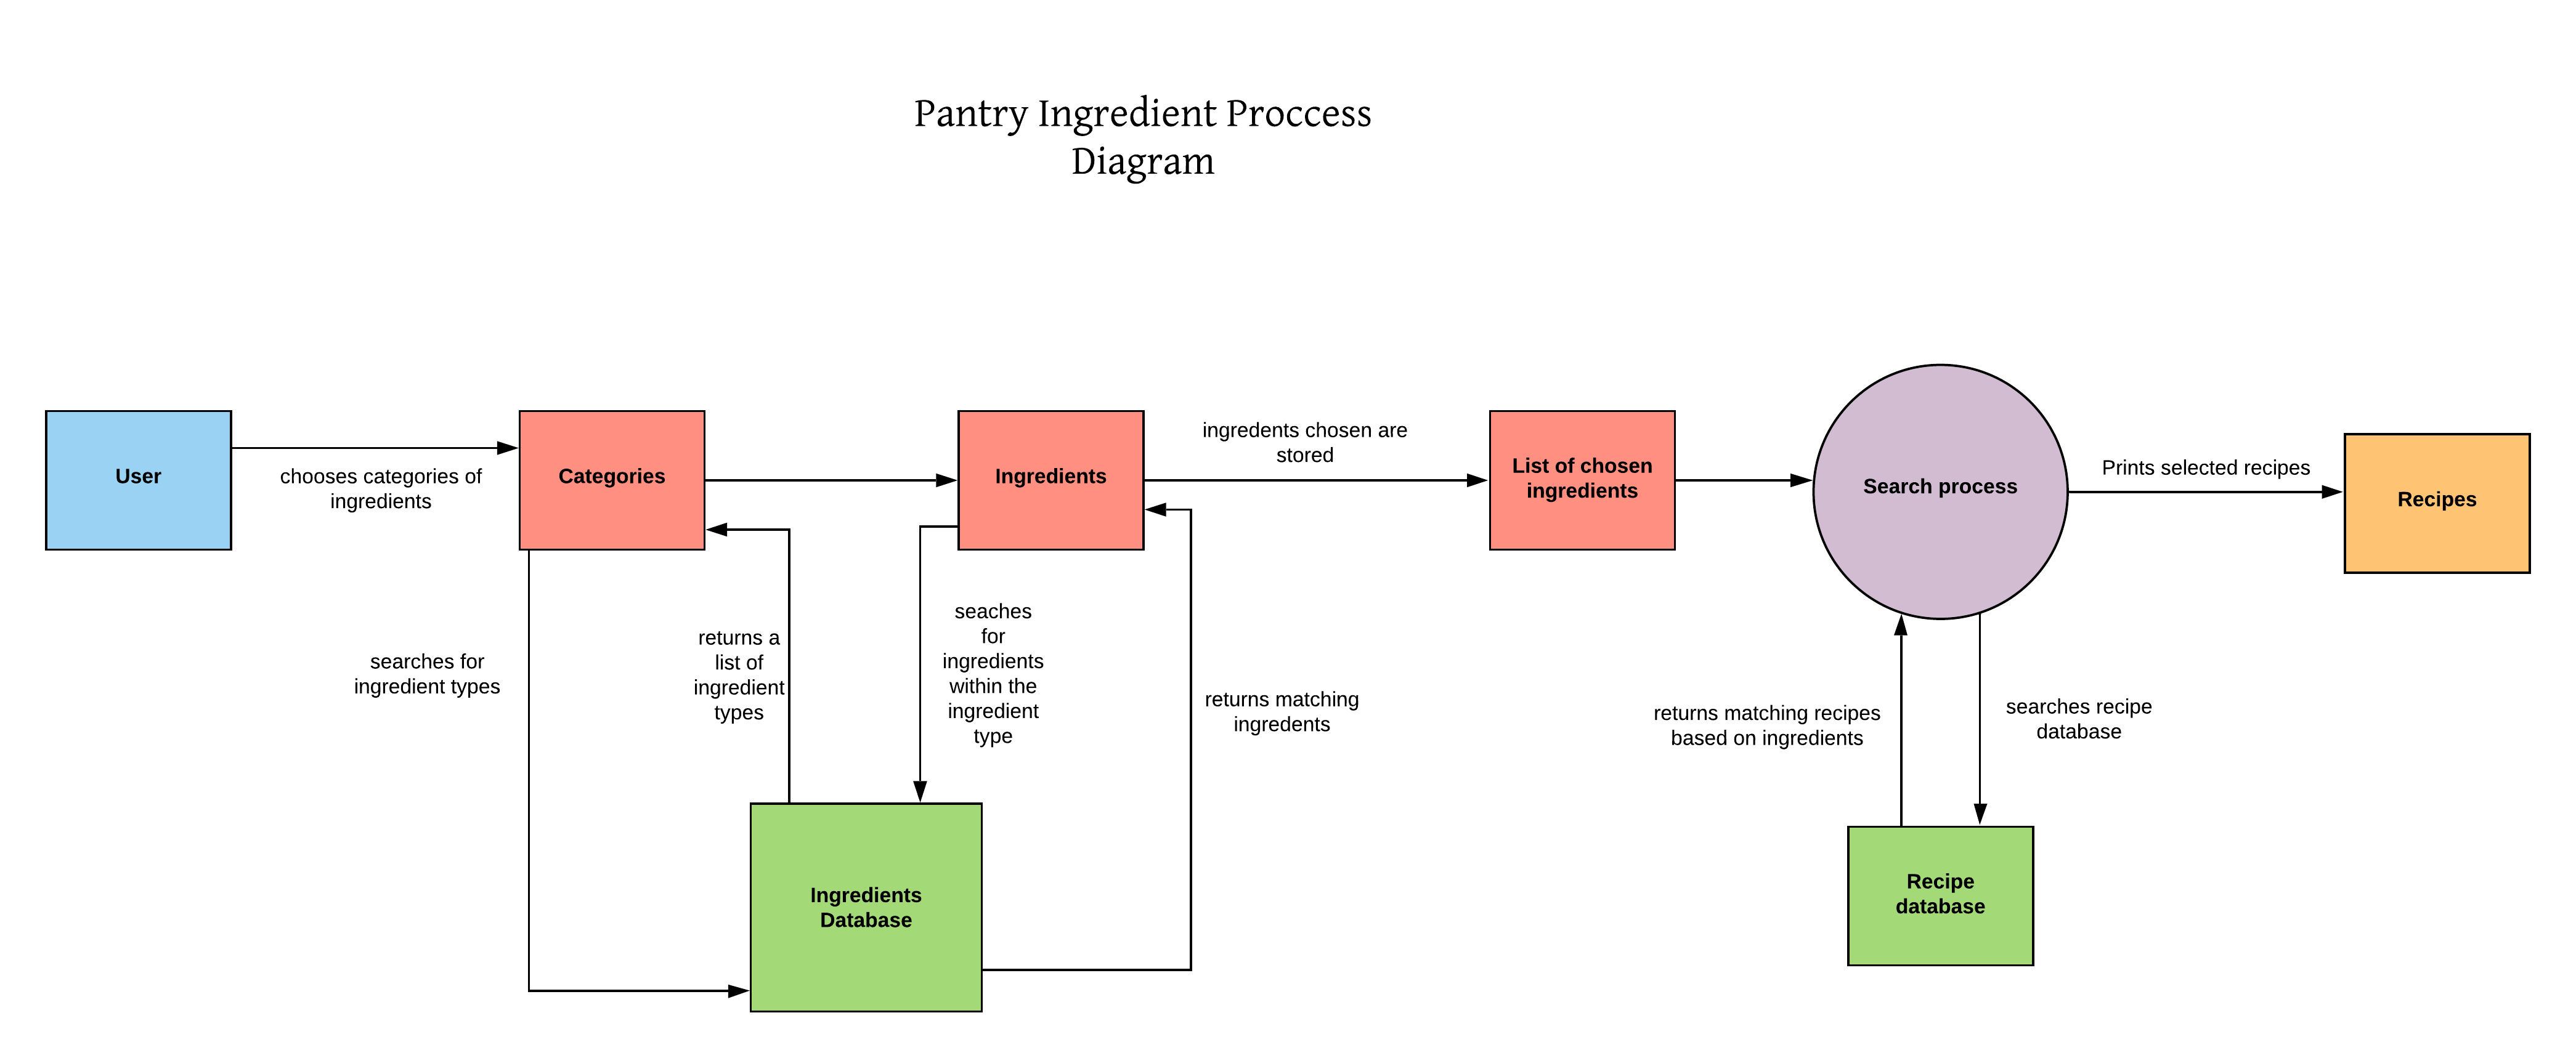 Pantry Ingredient Proccess
Diagram
User
chooses categories of
ingredients
Categories
Ingredients
ingredents chosen are
stored
List of chosen
ingredients
Search process
Prints selected recipes
Recipes
searches for
ingredient types
returns a
list of
ingredient
types
seaches
for
ingredients
within the
ingredient
type
returns matching
ingredents
returns matching recipes
based on ingredients
searches recipe
database
Ingredients
Database
Recipe
database